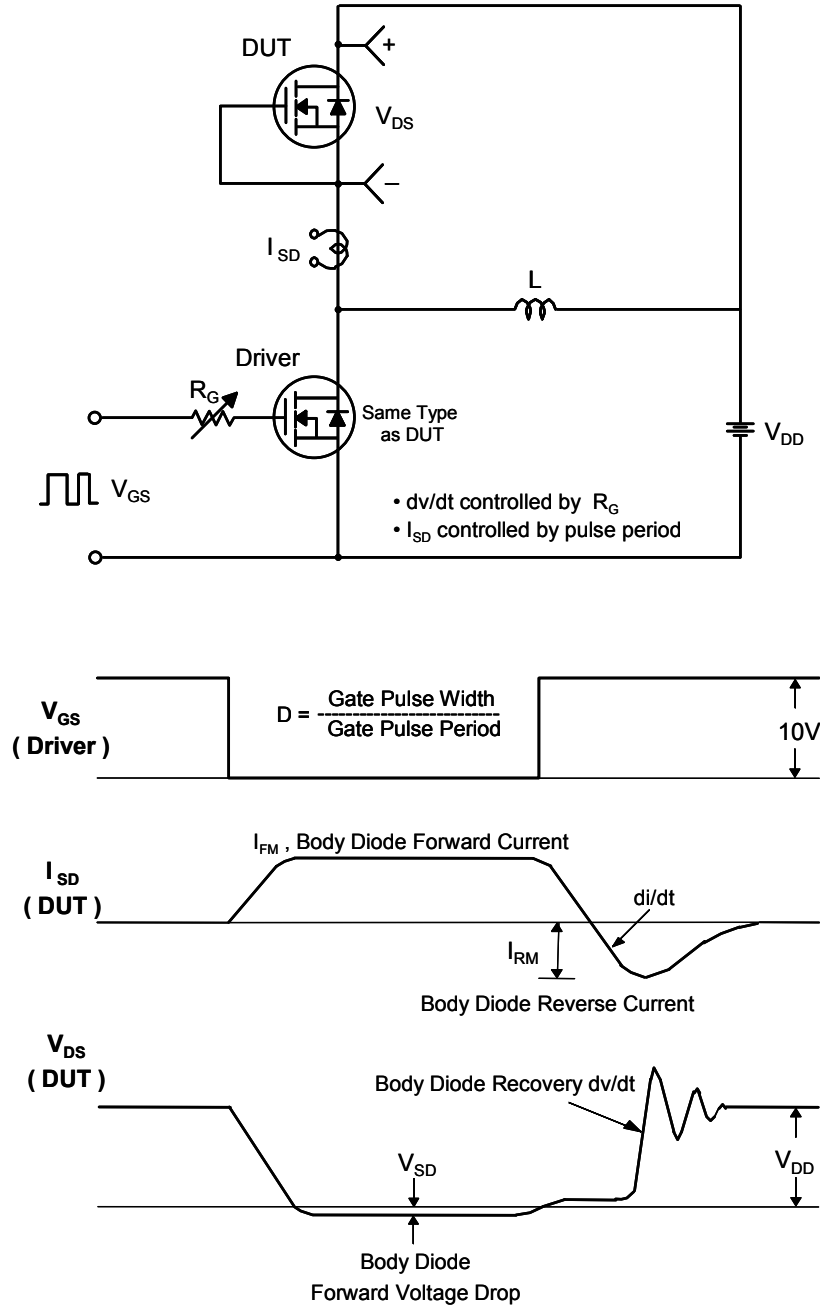 DUT
+
V_DS
–
I_SD
L
Driver
R_G
Same Type
as DUT
V_DD
V_GS
• dv/dt controlled by R_G
• I_SD controlled by pulse period
V_GS
( Driver )
D = Gate Pulse Width
Gate Pulse Period
10V
I_FM , Body Diode Forward Current
I_SD
( DUT )
di/dt
I_RM
Body Diode Reverse Current
V_DS
( DUT )
Body Diode Recovery dv/dt
V_SD
V_DD
Body Diode
Forward Voltage Drop